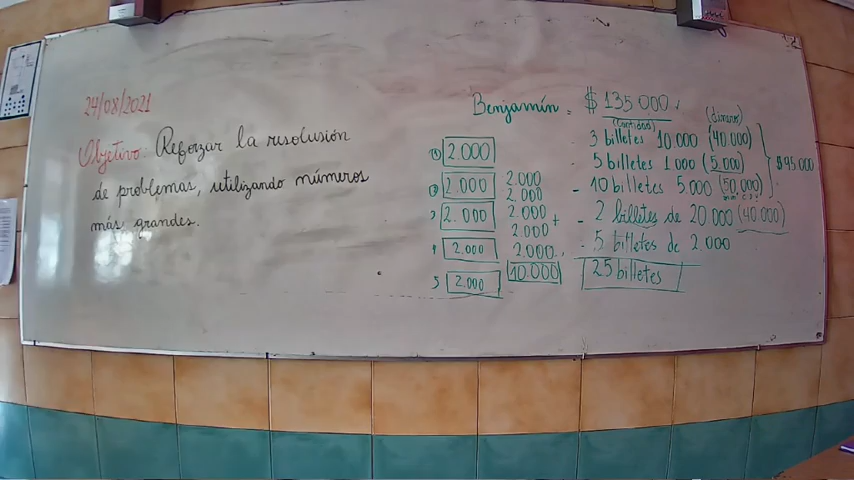 24/08/2021
Objetivo: Reforzar la resolusión
de problemas, utilizando números
más grandes.
Benjamín = $ 135.000
(Cantidad) (dinero)
- 3 billetes 10.000 (40.000)
- 5 billetes 1.000 (5.000) $95.000
- 10 billetes 5.000 (50.000)
- 2 billetes de 20.000 (40.000)
- 5 billetes de 2.000
25 billetes
1 2.000
2 2.000
3 2.000
4 2.000
5 2.000
2.000
2.000
2.000 +
2.000
2.000
10.000